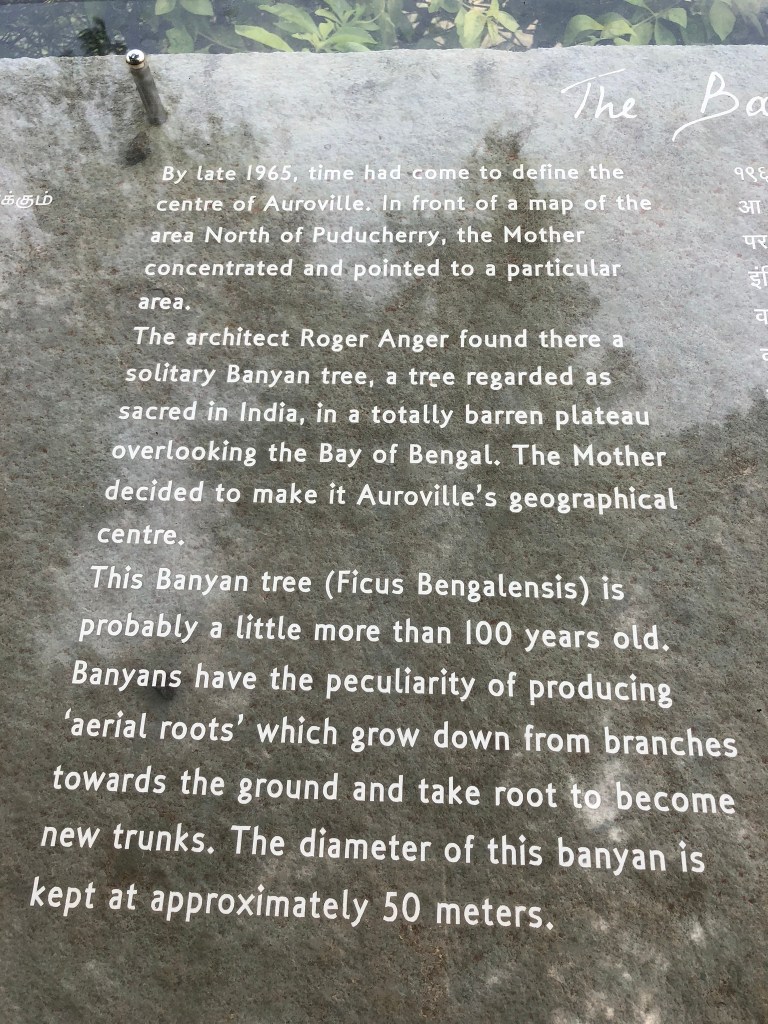 The
க்கும்
By late 1965, time had come to define the
centre of Auroville. In front of a map of the
area North of Puducherry, the Mother
concentrated and pointed to a particular
area.
The architect Roger Anger found there a
solitary Banyan tree, a tree regarded as
sacred in India, in a totally barren plateau
overlooking the Bay of Bengal. The Mother
decided to make it Auroville's geographical
centre.
This Banyan tree (Ficus Bengalensis) is
probably a little more than 100 years old.
Banyans have the peculiarity of producing
'aerial roots' which grow down from branches
towards the ground and take root to become
new trunks. The diameter of this banyan is
kept at approximately 50 meters.
१९६
आ
पर